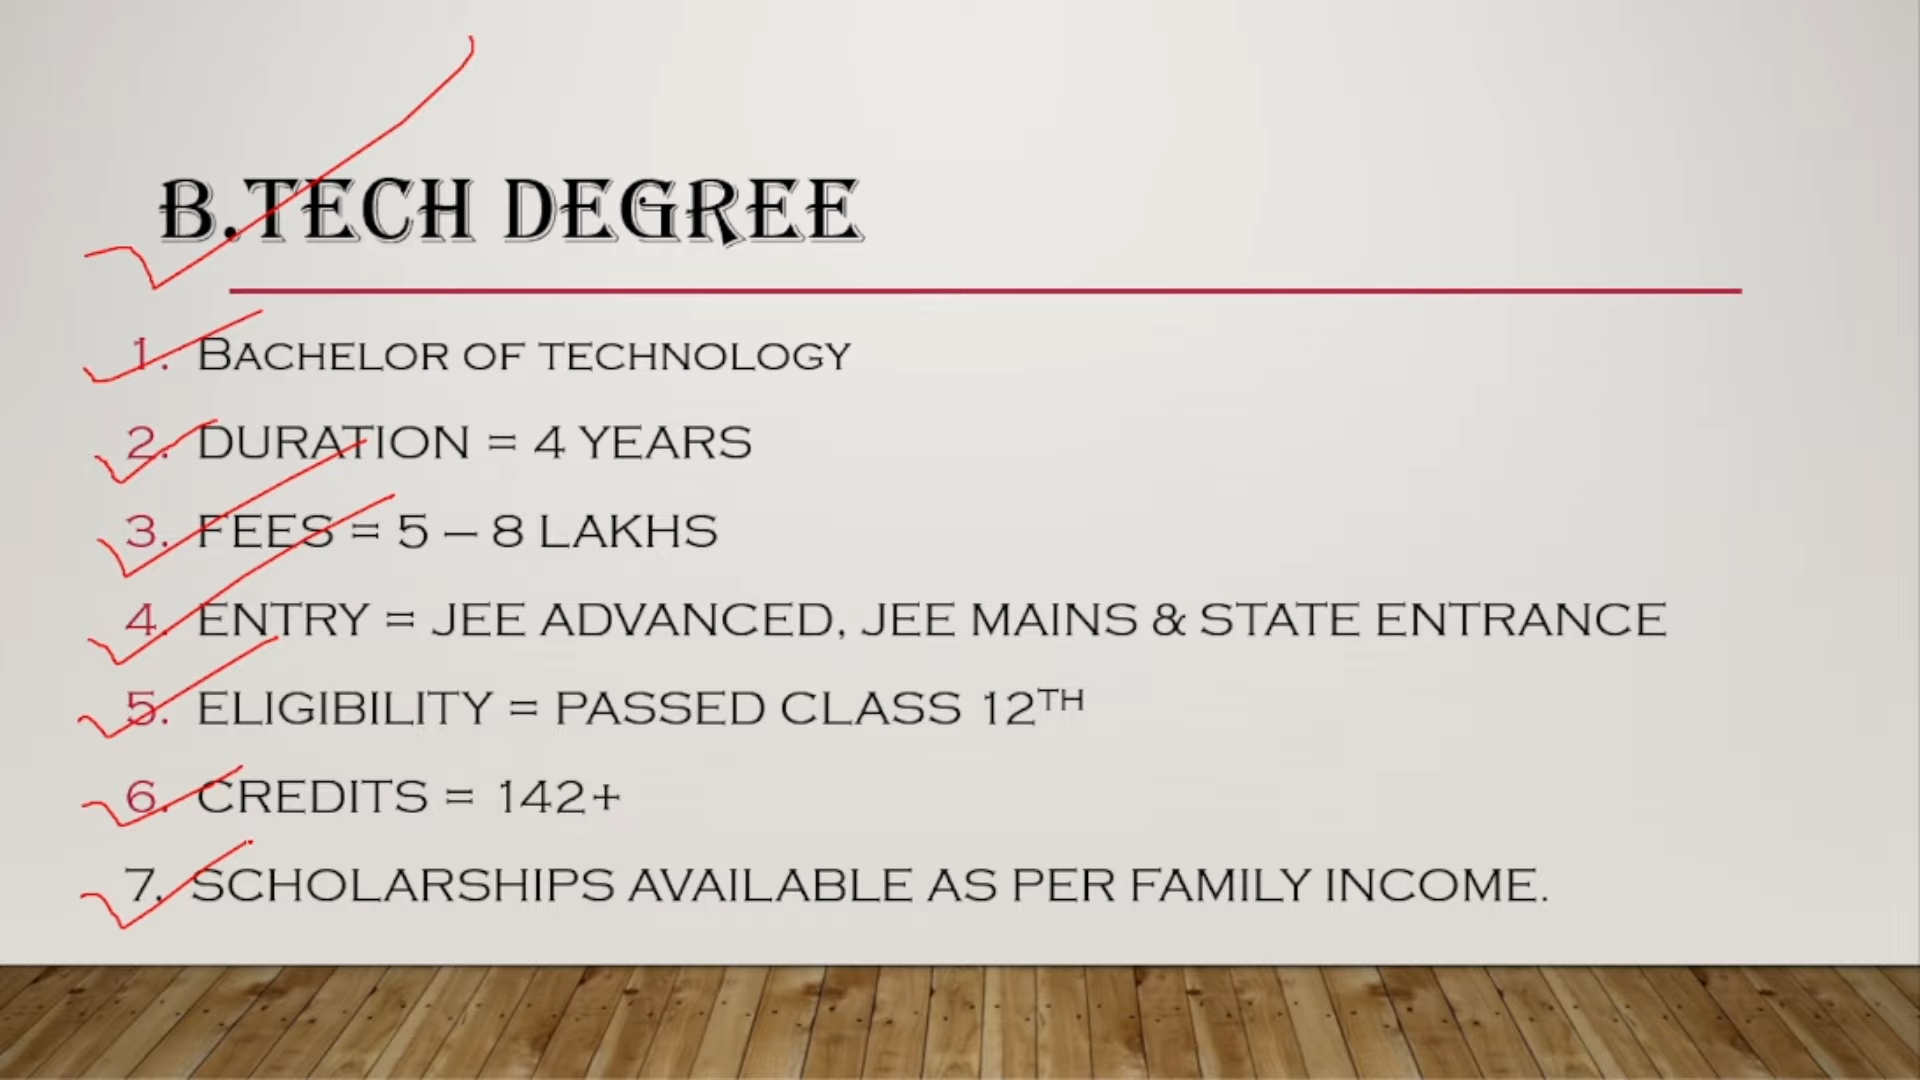 B.TECH DEGREE
1. BACHELOR OF TECHNOLOGY
2. DURATION = 4 YEARS
3. FEES = 5 – 8 LAKHS
4. ENTRY = JEE ADVANCED, JEE MAINS & STATE ENTRANCE
5. ELIGIBILITY = PASSED CLASS 12TH
6. CREDITS = 142+
7. SCHOLARSHIPS AVAILABLE AS PER FAMILY INCOME.